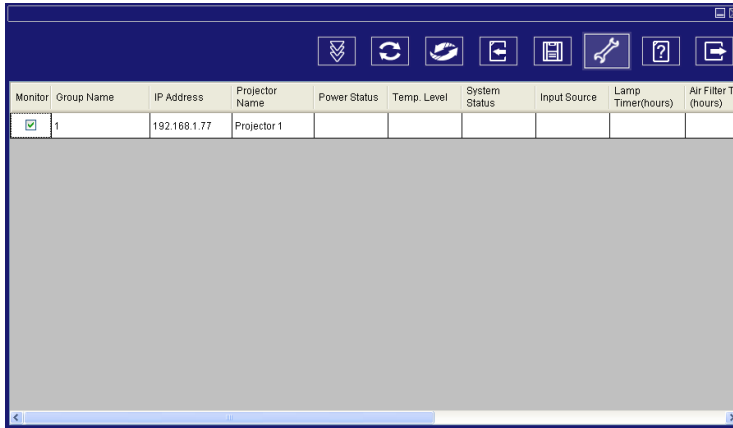 Monitor Group Name IP Address Projector Name Power Status Temp. Level System Status Input Source Lamp Timer(hours) Air Filter T (hours)
1 192.168.1.77 Projector 1